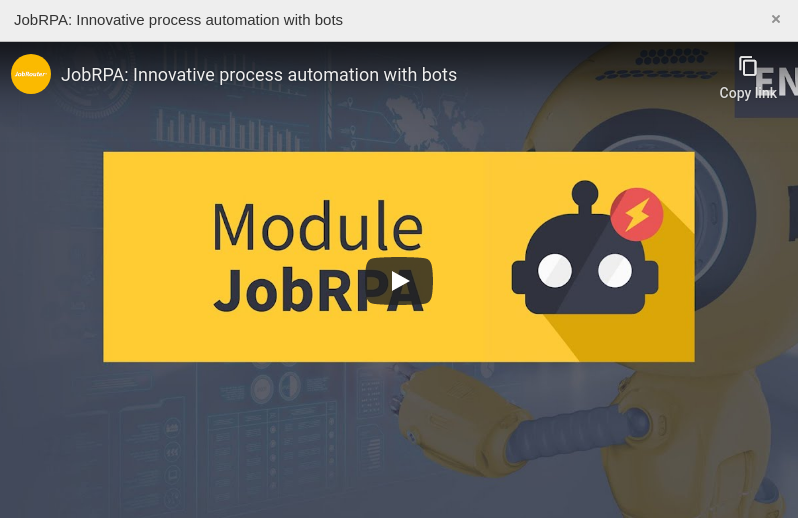 JobRPA: Innovative process automation with bots
×
JobRouter
JobRPA: Innovative process automation with bots
EN
Copy link
Module
JobRPA